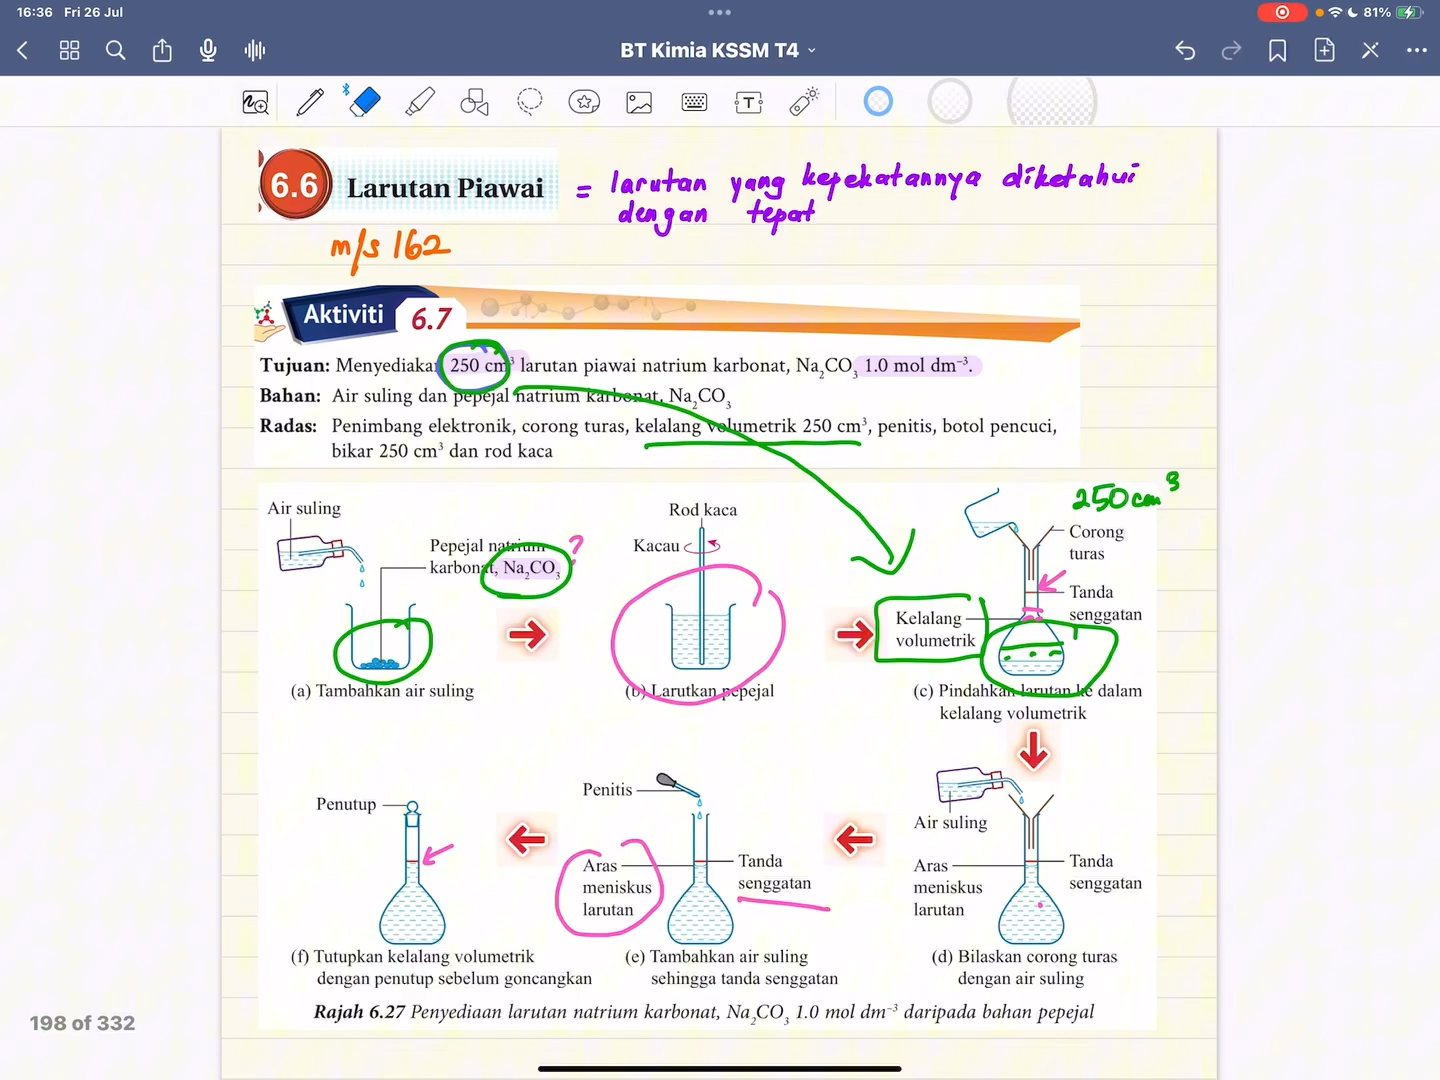 16:36 Fri 26 Jul
81%
BT Kimia KSSM T4
6.6 Larutan Piawai = larutan yang kepekatannya diketahui
dengan tepat
m/s 162
Aktiviti 6.7
Tujuan: Menyediaka 250 cm³ larutan piawai natrium karbonat, Na₂CO₃ 1.0 mol dm⁻³.
Bahan: Air suling dan pepejal natrium karbonat, Na₂CO₃
Radas: Penimbang elektronik, corong turas, kelalang volumetrik 250 cm³, penitis, botol pencuci,
bikar 250 cm³ dan rod kaca
250 cm³
Air suling
Pepejal natrium
karbonat, Na₂CO₃ ?
(a) Tambahkan air suling
Rod kaca
Kacau
(b) Larutkan pepejal
Corong
turas
Tanda
senggatan
Kelalang
volumetrik
(c) Pindahkan larutan ke dalam
kelalang volumetrik
Air suling
Aras
meniskus
larutan
Tanda
senggatan
(d) Bilaskan corong turas
dengan air suling
Penitis
Aras
meniskus
larutan
Tanda
senggatan
(e) Tambahkan air suling
sehingga tanda senggatan
Penutup
(f) Tutupkan kelalang volumetrik
dengan penutup sebelum goncangkan
Rajah 6.27 Penyediaan larutan natrium karbonat, Na₂CO₃ 1.0 mol dm⁻³ daripada bahan pepejal
198 of 332